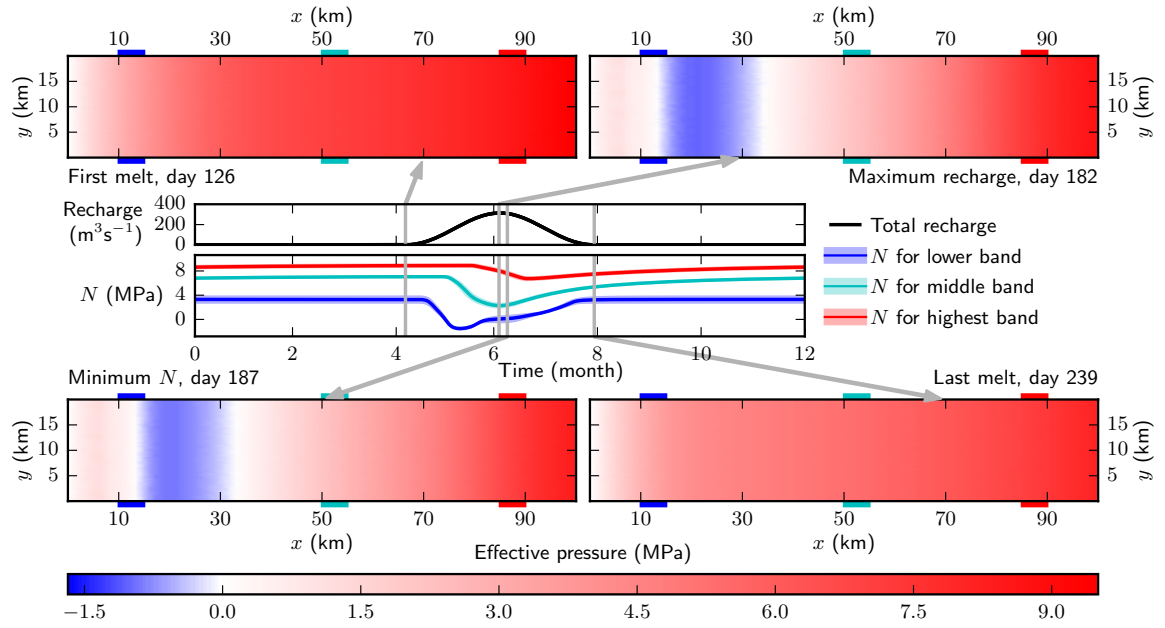 x (km)
x (km)
10 30 50 70 90
10 30 50 70 90
y (km)
15
10
5
15
10
5
y (km)
First melt, day 126
Maximum recharge, day 182
Recharge
(m³s⁻¹)
400
200
0
Total recharge
N for lower band
N for middle band
N for highest band
N (MPa)
8
4
0
0 2 4 6 8 10 12
Time (month)
Minimum N, day 187
Last melt, day 239
y (km)
15
10
5
15
10
5
y (km)
10 30 50 70 90
10 30 50 70 90
x (km)
x (km)
Effective pressure (MPa)
−1.5 0.0 1.5 3.0 4.5 6.0 7.5 9.0